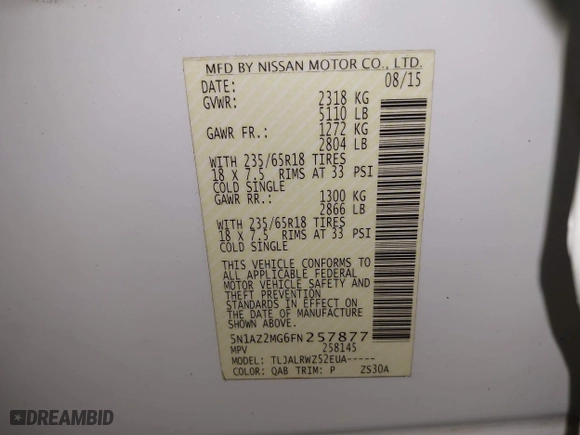 MFD BY NISSAN MOTOR CO., LTD.
DATE: 08/15
GVWR: 2318 KG
5110 LB
GAWR FR.: 1272 KG
2804 LB
WITH 235/65R18 TIRES
18 X 7.5 RIMS AT 33 PSI
COLD SINGLE
GAWR RR.: 1300 KG
2866 LB
WITH 235/65R18 TIRES
18 X 7.5 RIMS AT 33 PSI
COLD SINGLE
THIS VEHICLE CONFORMS TO
ALL APPLICABLE FEDERAL
MOTOR VEHICLE SAFETY AND
THEFT PREVENTION
STANDARDS IN EFFECT ON
THE DATE OF MANUFACTURE
SHOWN ABOVE.
5N1AZ2MG6FN257877
MPV 258145
MODEL: TLJALRWZ52EUA-----
COLOR: QAB TRIM: P ZS30A
DREAMBID